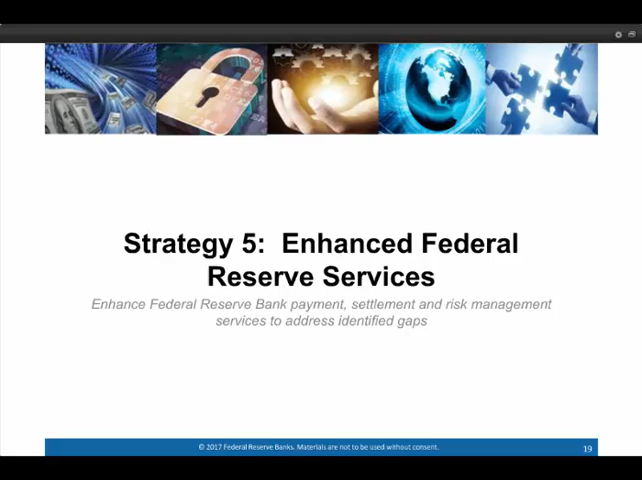 Strategy 5:  Enhanced Federal
Reserve Services
Enhance Federal Reserve Bank payment, settlement and risk management
services to address identified gaps
© 2017 Federal Reserve Banks. Materials are not to be used without consent.
19